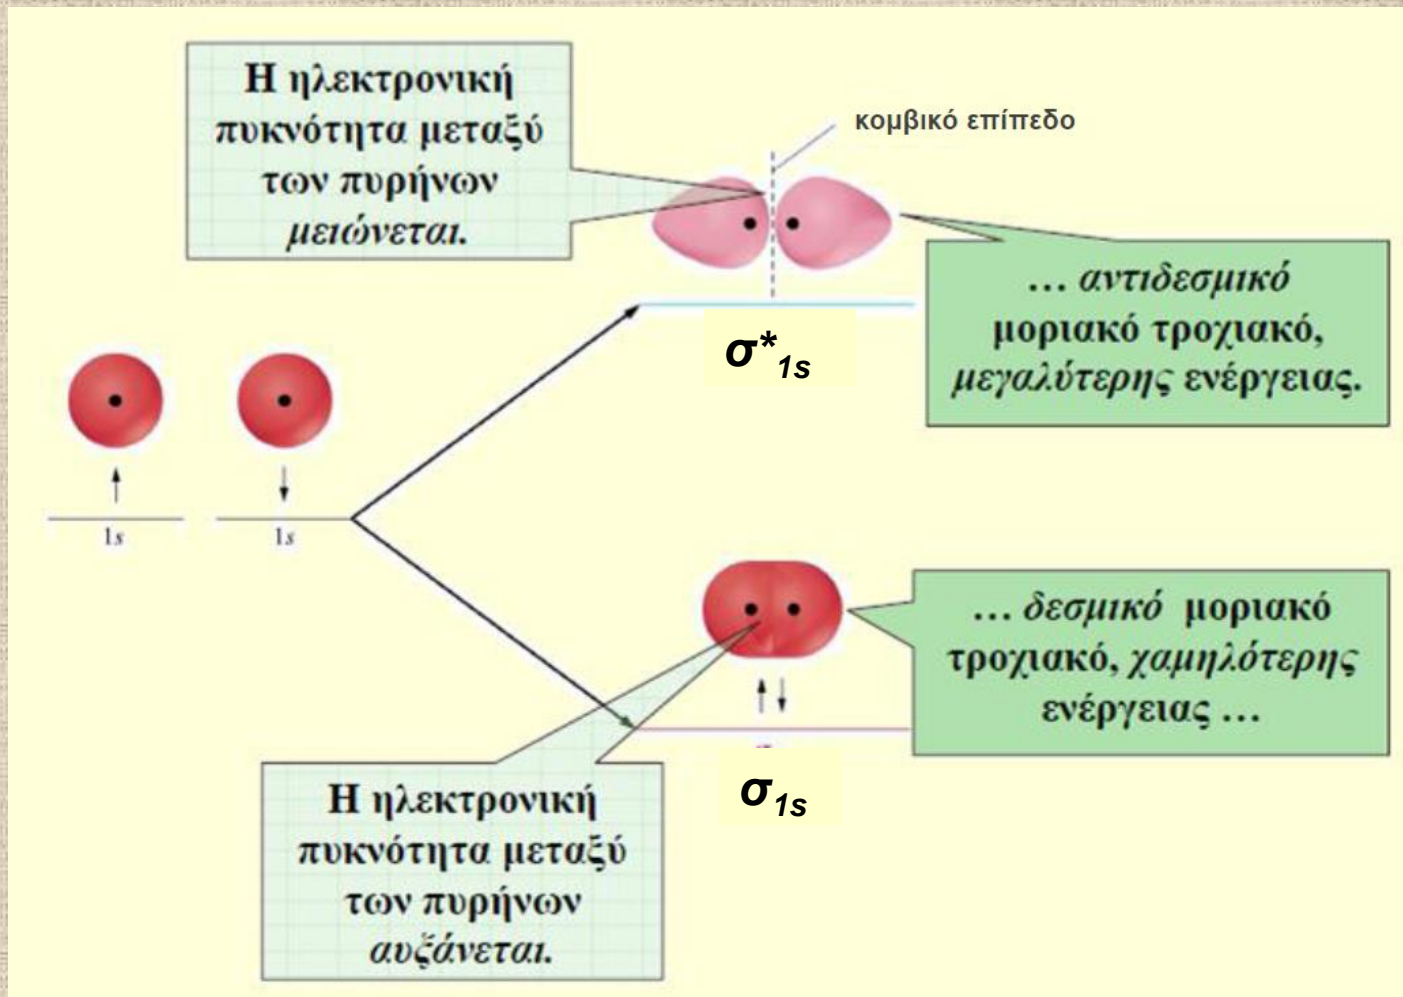 Η ηλεκτρονική
πυκνότητα μεταξύ
των πυρήνων
μειώνεται.
κομβικό επίπεδο
… αντιδεσμικό
μοριακό τροχιακό,
μεγαλύτερης ενέργειας.
σ*1s
1s
1s
… δεσμικό μοριακό
τροχιακό, χαμηλότερης
ενέργειας …
σ1s
Η ηλεκτρονική
πυκνότητα μεταξύ
των πυρήνων
αυξάνεται.